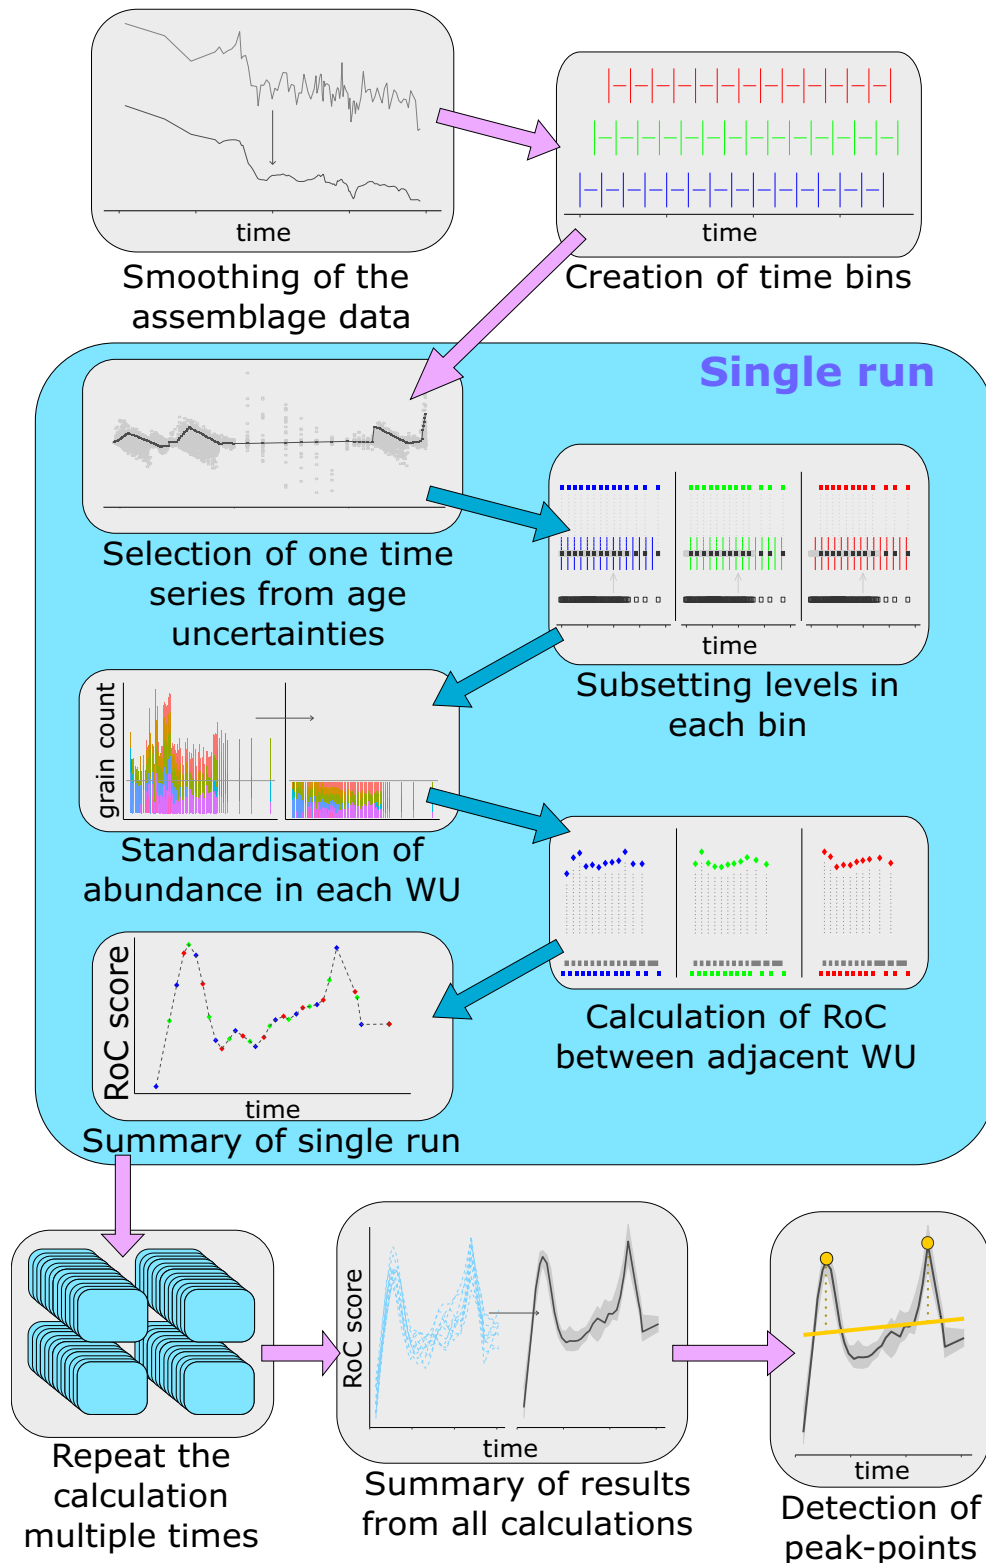 time
Smoothing of the
assemblage data
time
Creation of time bins
Single run
Selection of one time
series from age
uncertainties
time
Subsetting levels in
each bin
grain count
Standardisation of
abundance in each WU
Calculation of RoC
between adjacent WU
RoC score
time
Summary of single run
Repeat the
calculation
multiple times
RoC score
time
Summary of results
from all calculations
time
Detection of
peak-points